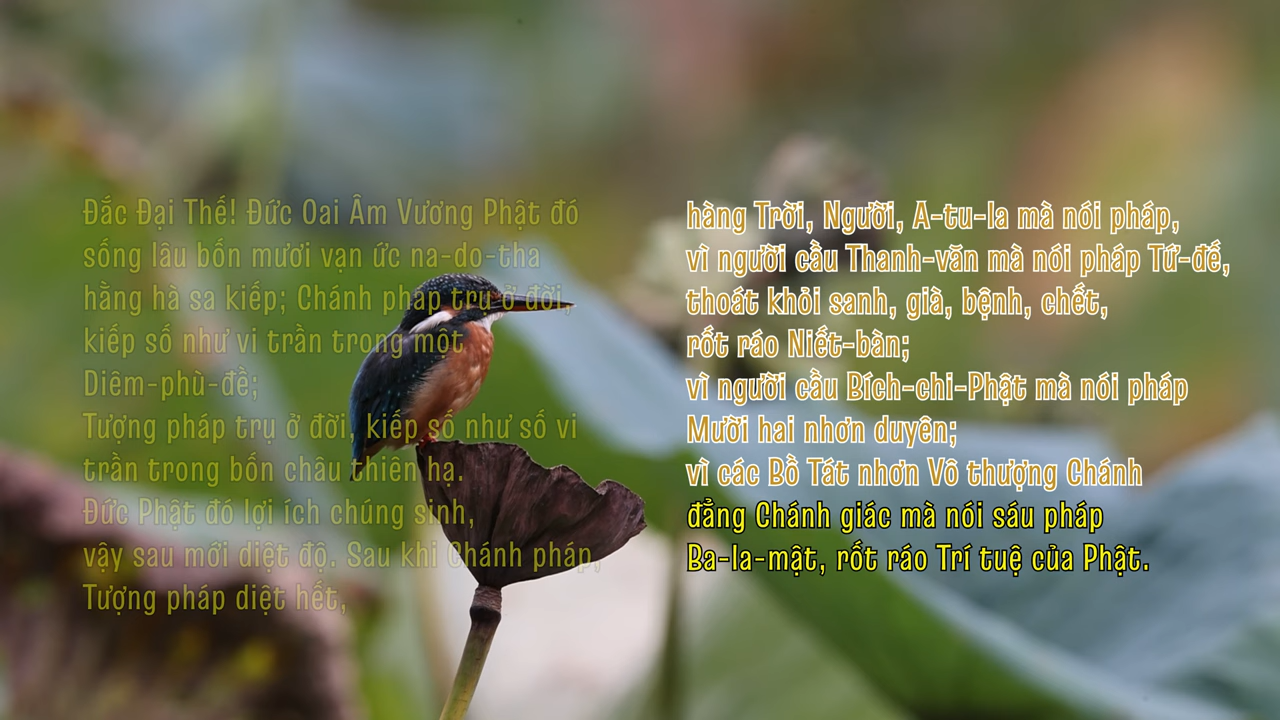 Đắc Đại Thế! Đức Oai Âm Vương Phật đó
sống lâu bốn mươi vạn ức na-do-tha
hằng hà sa kiếp; Chánh pháp trụ ở đời,
kiếp số như vi trần trong một
Diêm-phù-đề;
Tượng pháp trụ ở đời, kiếp số như số vi
trần trong bốn châu thiên hạ.
Đức Phật đó lợi ích chúng sinh,
vậy sau mới diệt độ. Sau khi Chánh pháp,
Tượng pháp diệt hết,
hàng Trời, Người, A-tu-la mà nói pháp,
vì người cầu Thanh-văn mà nói pháp Tứ-đế,
thoát khỏi sanh, già, bệnh, chết,
rốt ráo Niết-bàn;
vì người cầu Bích-chi-Phật mà nói pháp
Mười hai nhơn duyên;
vì các Bồ Tát nhơn Vô thượng Chánh
đẳng Chánh giác mà nói sáu pháp
Ba-la-mật, rốt ráo Trí tuệ của Phật.